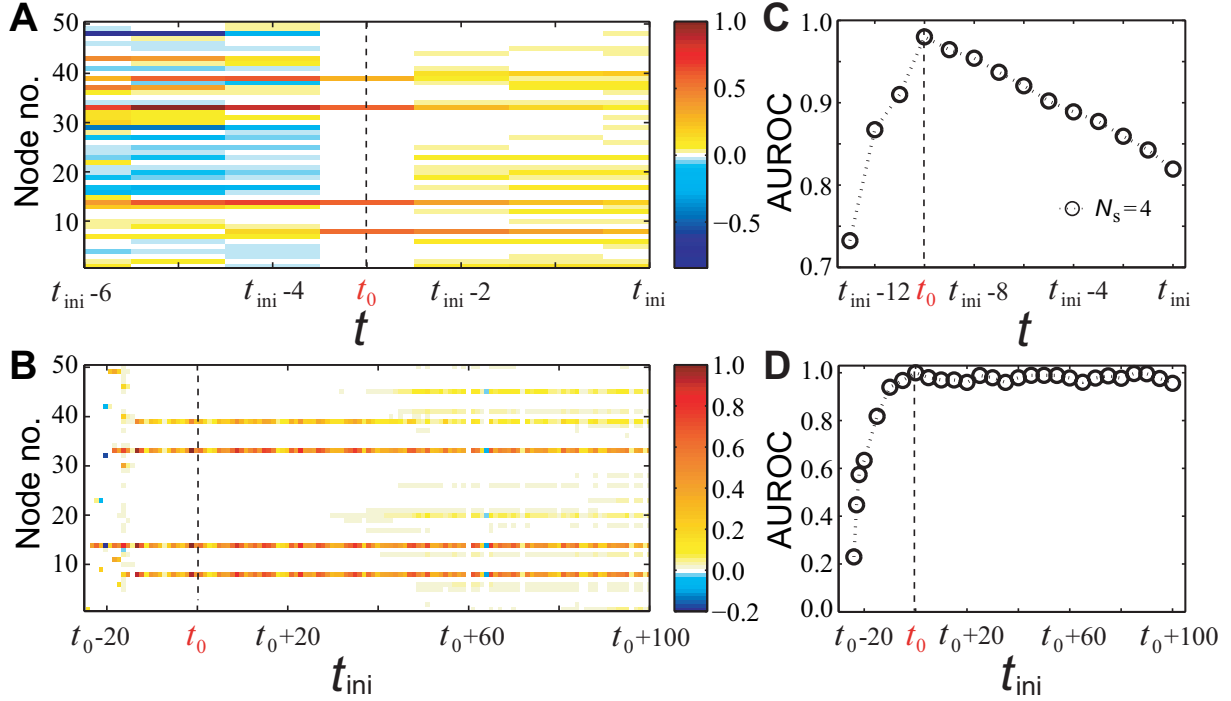 A
50
40
30
20
10
Node no.
t_ini-6
t_ini-4
t_0
t_ini-2
t_ini
t
1.0
0.5
0.0
−0.5
C
1.0
0.9
0.8
0.7
AUROC
N_s=4
t_ini-12
t_0
t_ini-8
t_ini-4
t_ini
t
B
50
40
30
20
10
Node no.
t_0-20
t_0
t_0+20
t_0+60
t_0+100
t_ini
1.0
0.8
0.6
0.4
0.2
0.0
−0.2
D
1.0
0.8
0.6
0.4
0.2
0.0
AUROC
t_0-20
t_0
t_0+20
t_0+60
t_0+100
t_ini